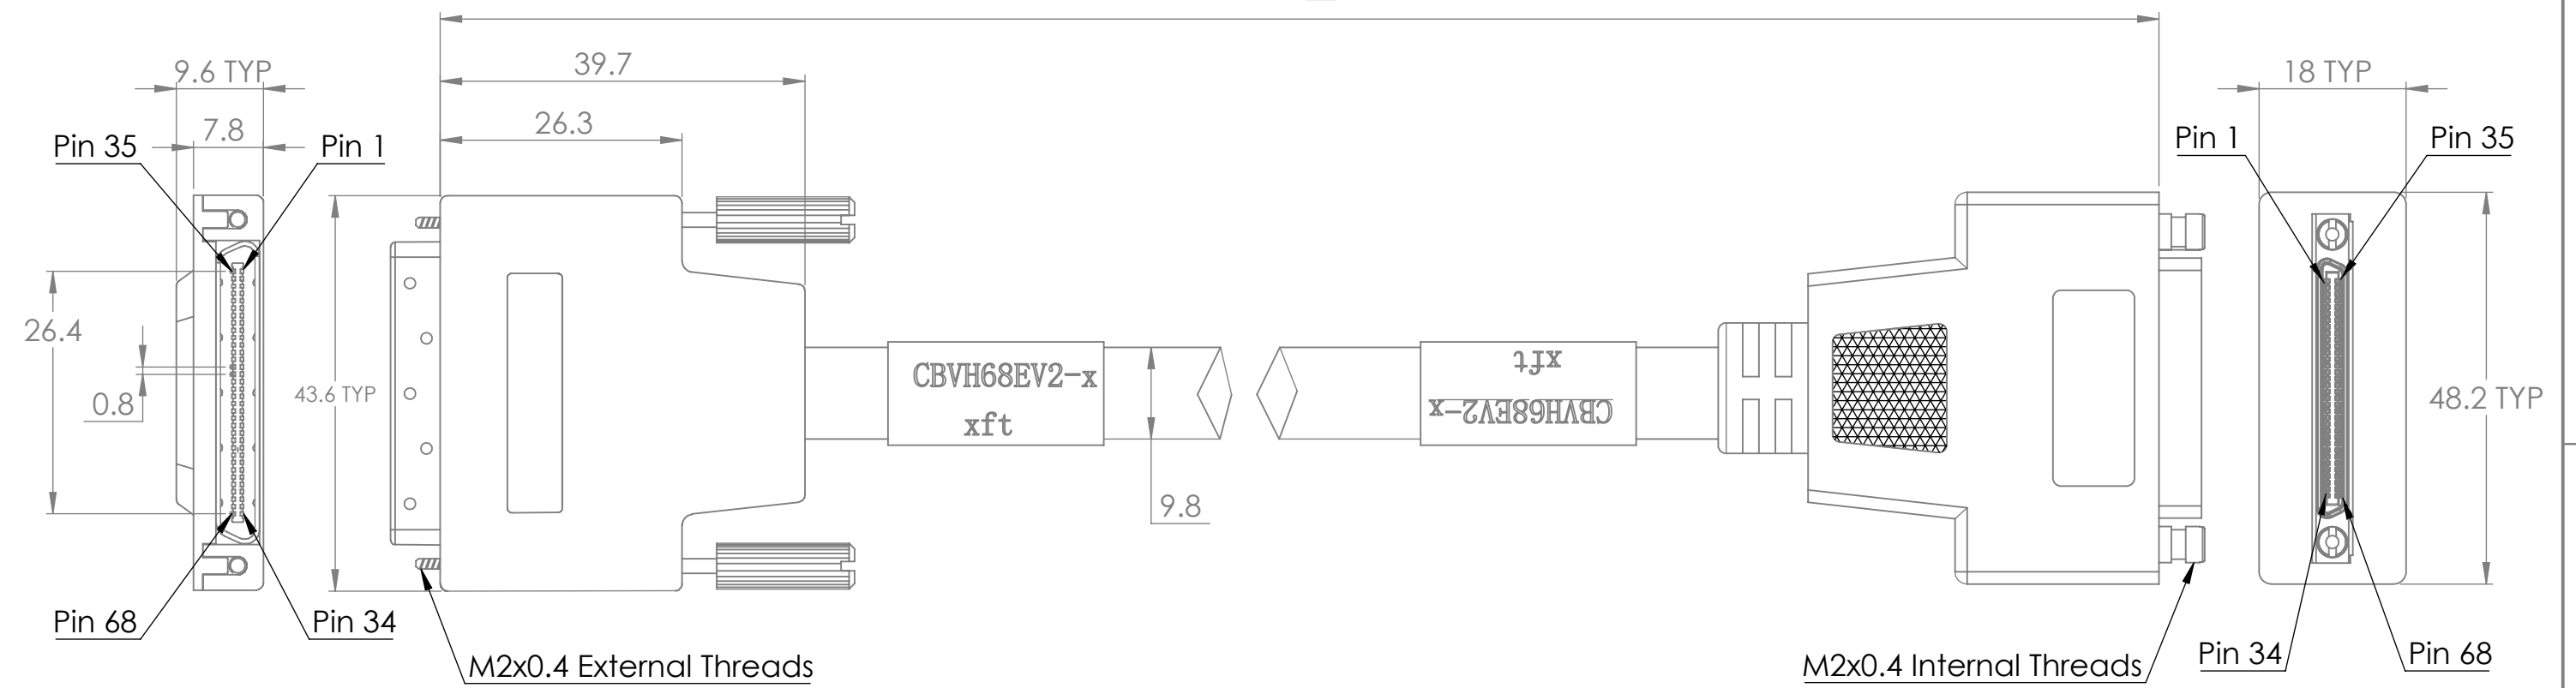 39.7
9.6 TYP
18 TYP
26.3
7.8
Pin 35
Pin 1
Pin 1
Pin 35
26.4
0.8
43.6 TYP
CBVH68EV2-x
xft
9.8
CBVH68EV2-x
xft
48.2 TYP
Pin 68
Pin 34
M2x0.4 External Threads
M2x0.4 Internal Threads
Pin 34
Pin 68